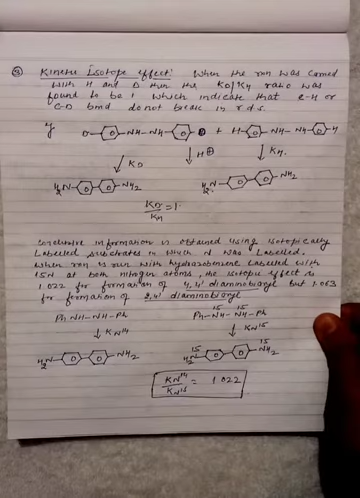 ③ Kinetic Isotope effect: When the rxn was carried
with H and D then the KD/KH ratio was
found to be 1 which indicate that C-H or
C-D bond do not break in r.d.s.
D- -NH-NH- -D + H- -NH-NH- -H
↙ KD ↓ H⊕ ↓ KH
H2N- -NH2 H2N- -NH2
KD/KH = 1.
information is obtained using isotopically
Labelled substrates in which N was Labelled.
When rxn is run with hydrazobenzene Labelled with
15N at both nitrogen atoms, the isotopic effect is
1.022 for formation of 4,4' diaminobiaryl but 1.063
for formation of 2,4' diaminobiaryl
Ph NH-NH-Ph Ph-15NH-15NH-Ph
↓ KN14 ↓ KN15
H2N- -NH2 H2N15- -15NH2
KN14/KN15 = 1.022